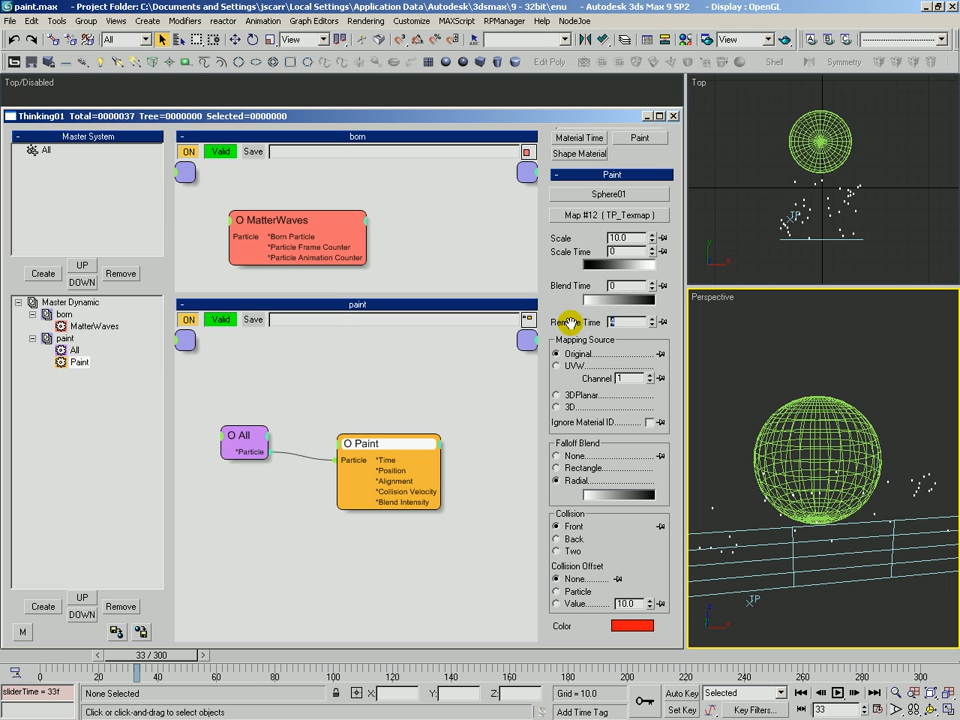 paint.max - Project Folder: C:\Documents and Settings\jscarr\Local Settings\Application Data\Autodesk\3dsmax\9 - 32bit\enu - Autodesk 3ds Max 9 SP2 - Display : OpenGL
File Edit Tools Group Views Create Modifiers reactor Animation Graph Editors Rendering Customize MAXScript RPManager Help NodeJoe
All View View
Edit Poly Shell Symmetry
Top/Disabled Top
Thinking01 Total=0000037 Tree=0000000 Selected=0000000
Master System
All
Create UP DOWN Remove
Master Dynamic
born
MatterWaves
paint
All
Paint
Create UP DOWN Remove
M
born
ON Valid Save
O MatterWaves
Particle *Born Particle
*Particle Frame Counter
*Particle Animation Counter
paint
ON Valid Save
O All
*Particle
O Paint
Particle *Time
*Position
*Alignment
*Collision Velocity
*Blend Intensity
Material Time Paint
Shape Material
Paint
Sphere01
Map #12 ( TP_Texmap )
Scale 10.0
Scale Time 0
Blend Time 0
Time
Mapping Source
Original
UVW
Channel 1
3DPlanar
3D
Ignore Material ID
Falloff Blend
None
Rectangle
Radial
Collision
Front
Back
Two
Collision Offset
None
Particle
Value 10.0
Color
TP
Perspective
TP
33 / 300
0 20 40 60 80 100 120 140 160 180 200 220 240 260 280 300
sliderTime = 33f
None Selected X: Y: Z: Grid = 10.0 Auto Key Selected
Click or click-and-drag to select objects Add Time Tag Set Key Key Filters... 33